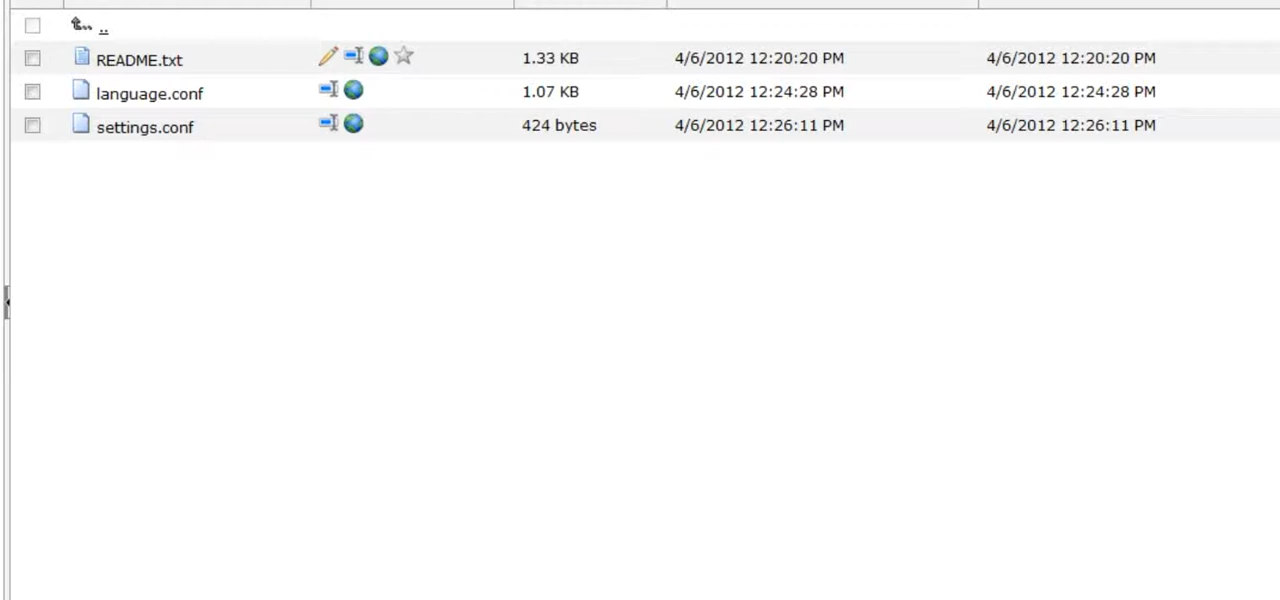 ..
README.txt 1.33 KB 4/6/2012 12:20:20 PM 4/6/2012 12:20:20 PM
language.conf 1.07 KB 4/6/2012 12:24:28 PM 4/6/2012 12:24:28 PM
settings.conf 424 bytes 4/6/2012 12:26:11 PM 4/6/2012 12:26:11 PM